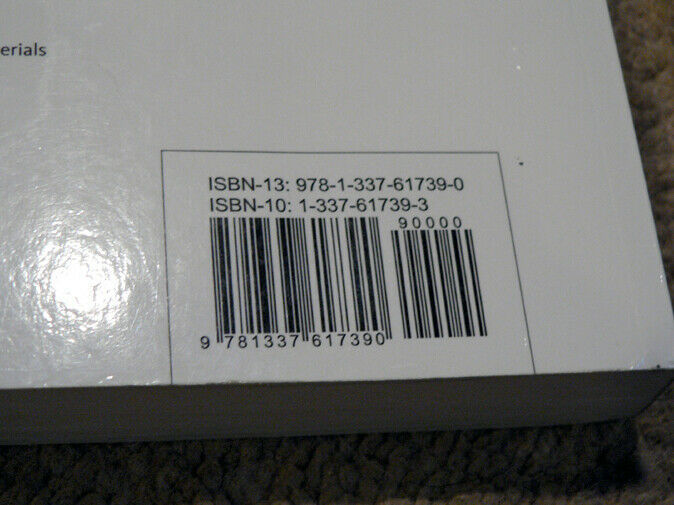 erials
ISBN-13: 978-1-337-61739-0
ISBN-10: 1-337-61739-3
90000
9 781337 617390